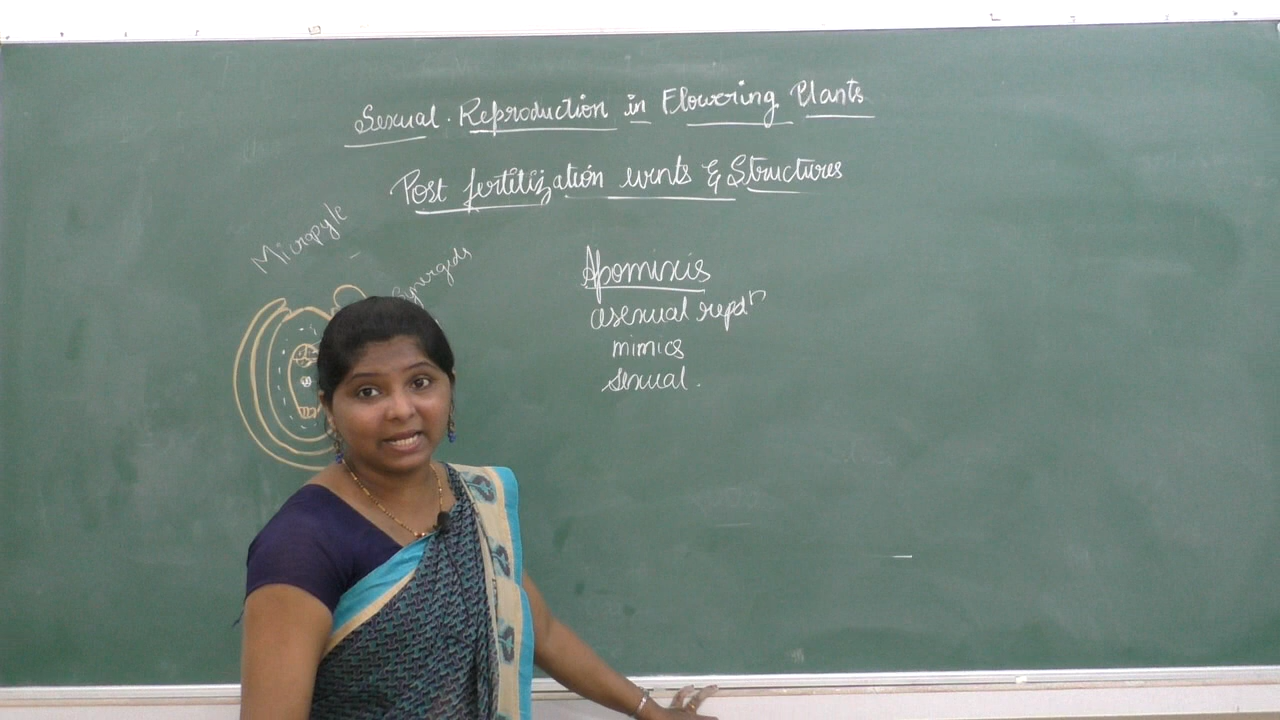 Sexual Reproduction in Flowering Plants
Post fertilization events & Structures
Micropyle
Synergids
Apomixis
asexual repdⁿ
mimics
sexual.